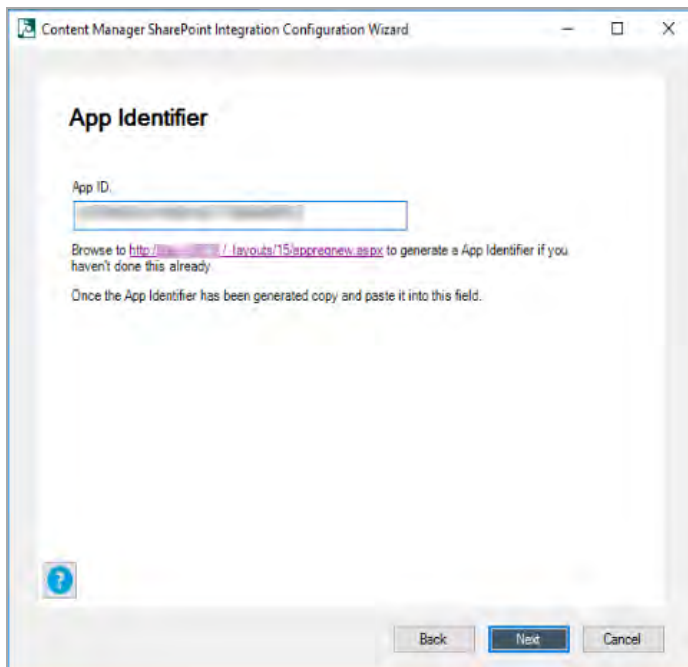 Content Manager SharePoint Integration Configuration Wizard
App Identifier
App ID.
Browse to http:// /_layouts/15/appregnew.aspx to generate a App Identifier if you
haven't done this already
Once the App Identifier has been generated copy and paste it into this field.
?
Back Next Cancel